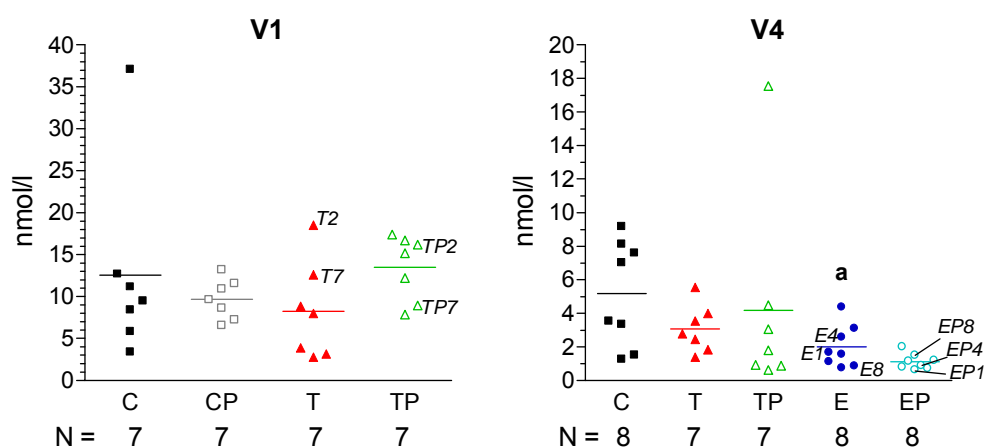 V1
nmol/l
40
35
30
25
20
15
10
5
0
T2
T7
TP2
TP7
C CP T TP
N = 7 7 7 7
V4
nmol/l
20
18
16
14
12
10
8
6
4
2
0
a
E4
E1
E8
EP8
EP4
EP1
C T TP E EP
N = 8 7 7 8 8